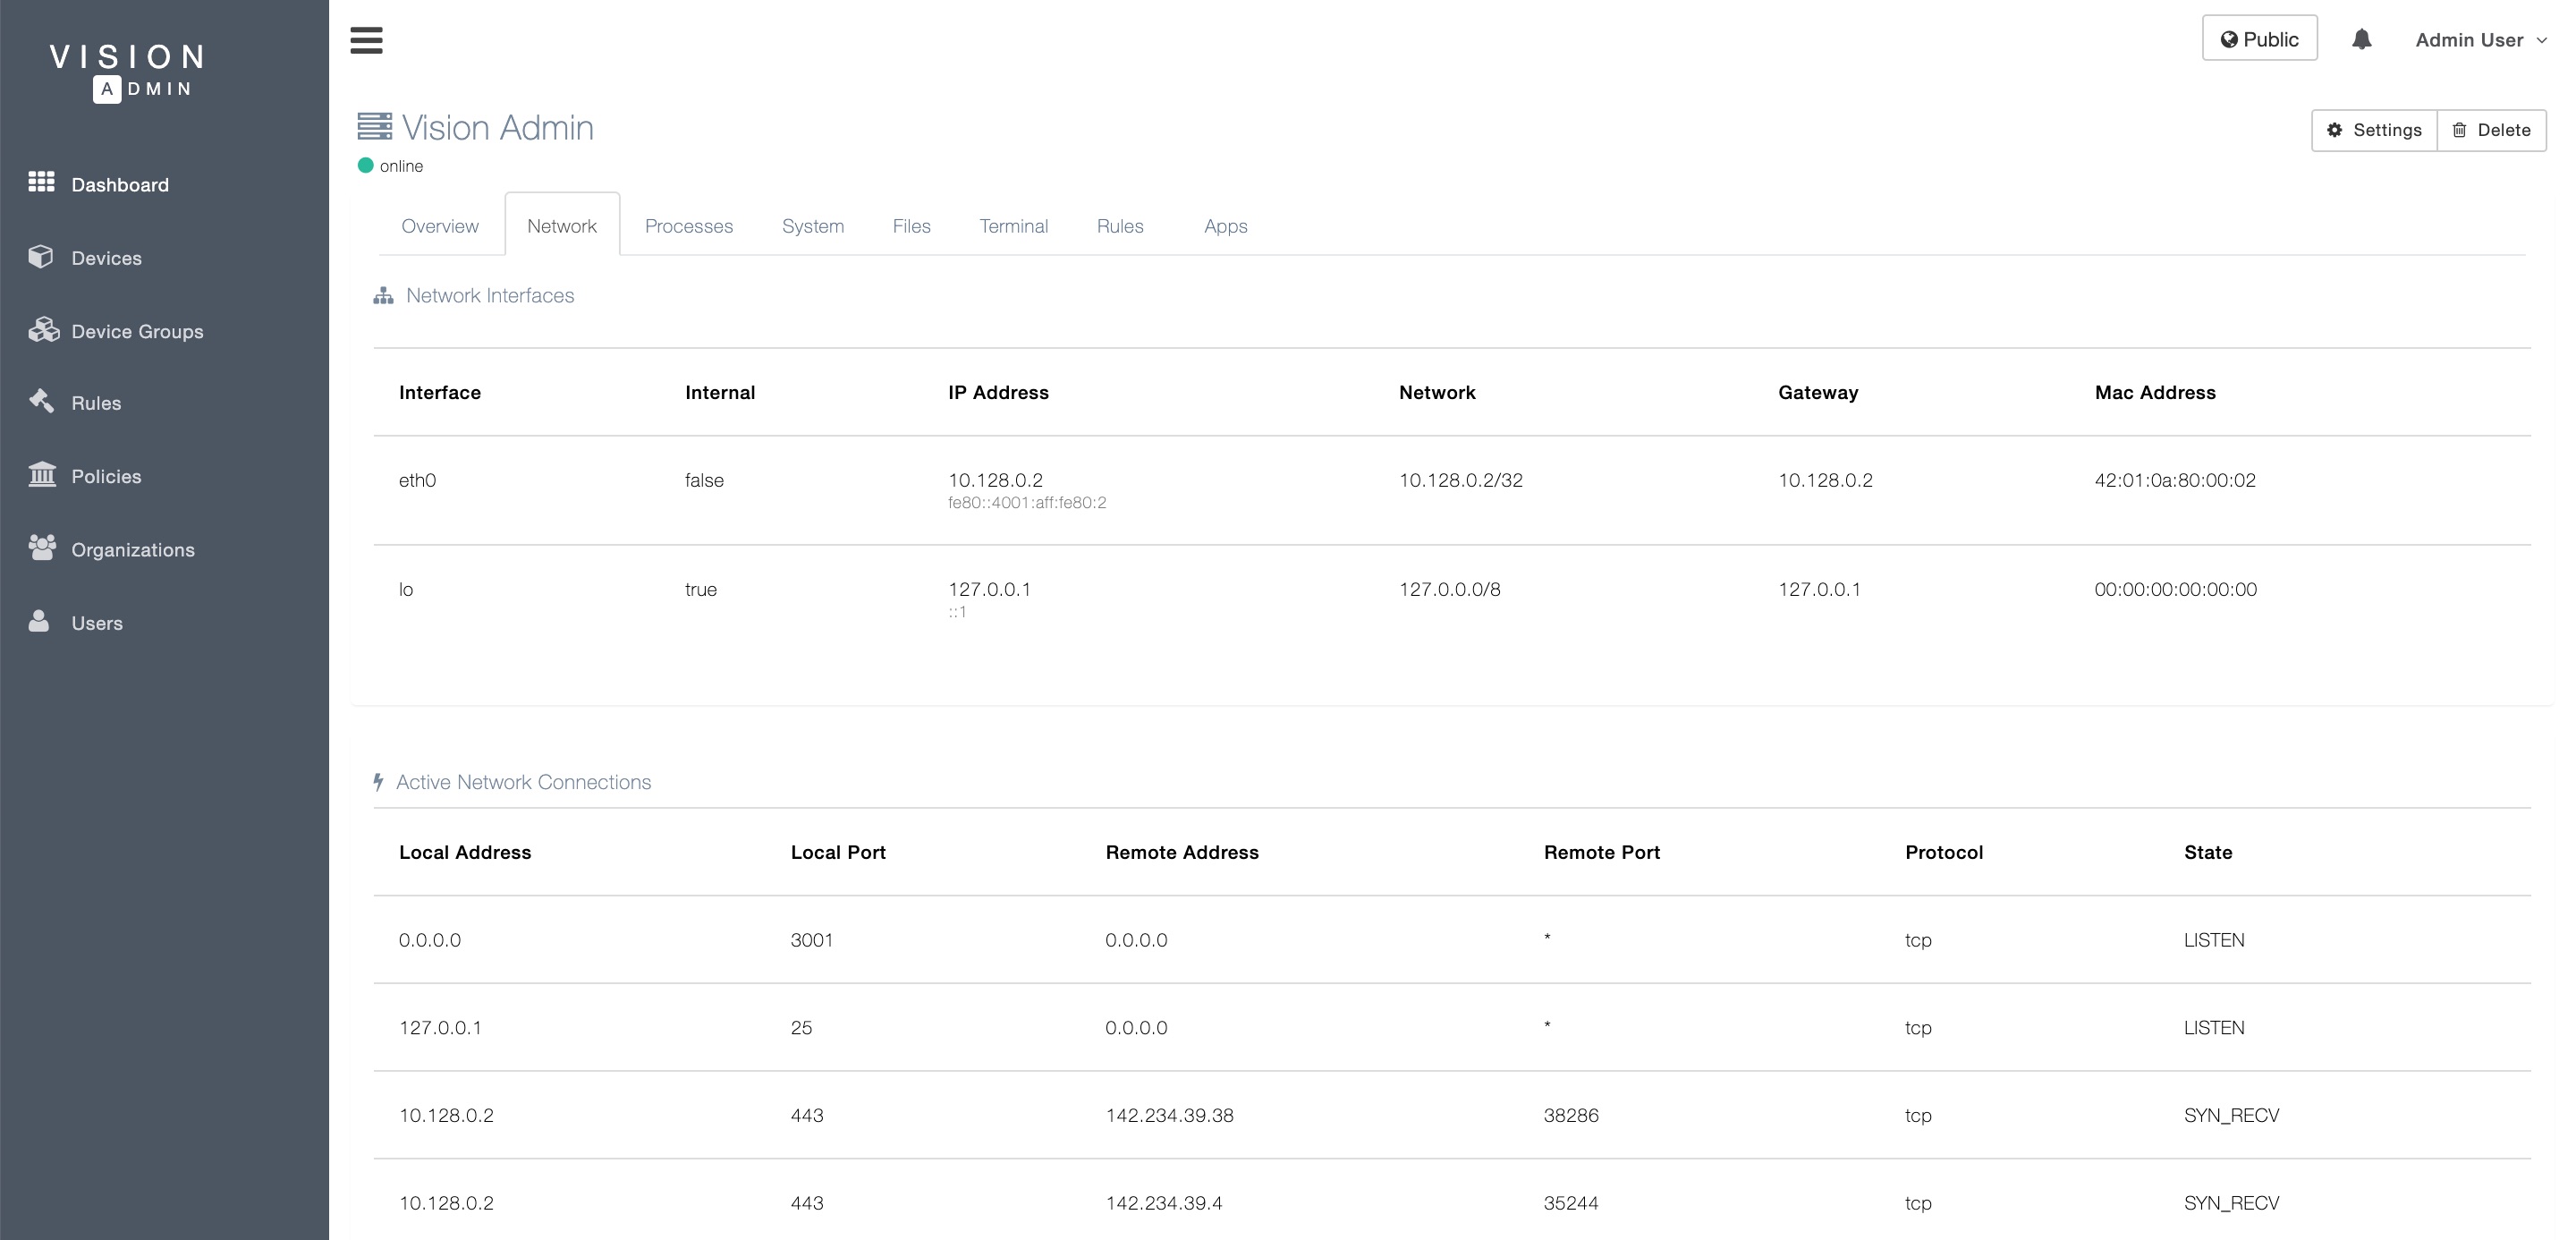 VISION
ADMIN
Public
Admin User
Vision Admin
online
Settings
Delete
Dashboard
Devices
Device Groups
Rules
Policies
Organizations
Users
Overview Network Processes System Files Terminal Rules Apps
Network Interfaces
Interface Internal IP Address Network Gateway Mac Address
eth0 false 10.128.0.2 10.128.0.2/32 10.128.0.2 42:01:0a:80:00:02
fe80::4001:aff:fe80:2
lo true 127.0.0.1 127.0.0.0/8 127.0.0.1 00:00:00:00:00:00
::1
Active Network Connections
Local Address Local Port Remote Address Remote Port Protocol State
0.0.0.0 3001 0.0.0.0 * tcp LISTEN
127.0.0.1 25 0.0.0.0 * tcp LISTEN
10.128.0.2 443 142.234.39.38 38286 tcp SYN_RECV
10.128.0.2 443 142.234.39.4 35244 tcp SYN_RECV